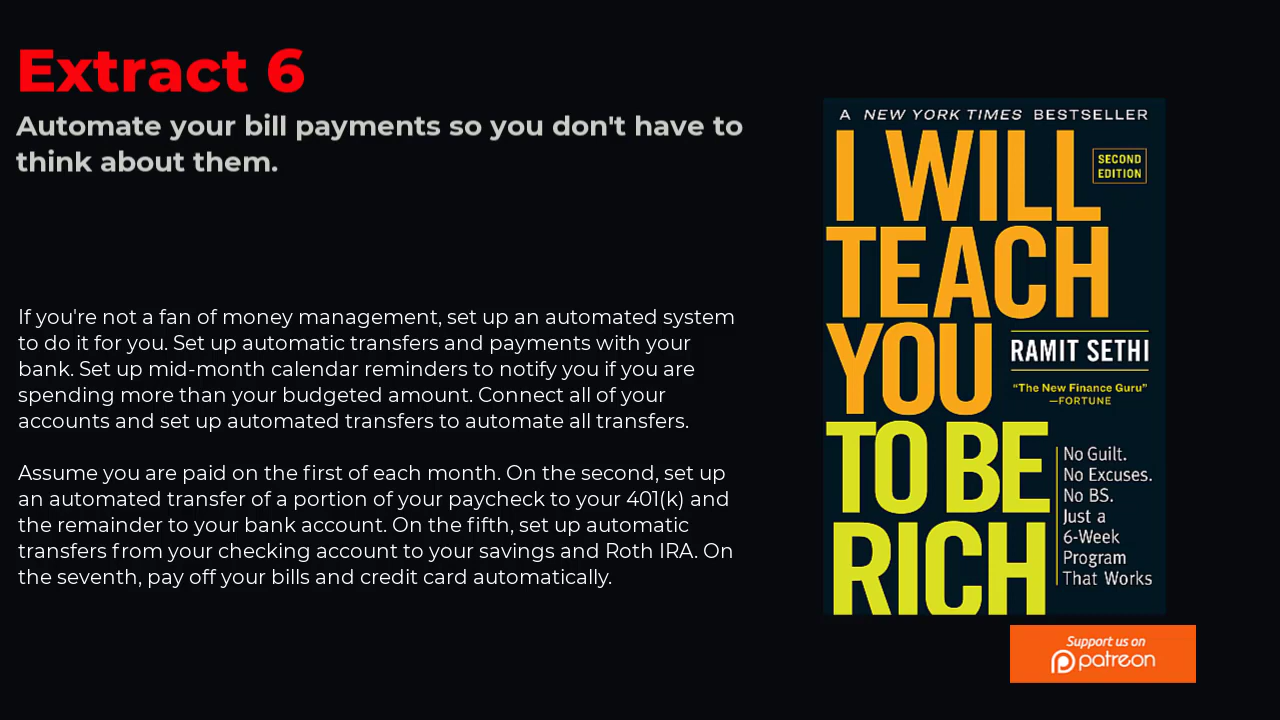 Extract 6
Automate your bill payments so you don't have to
think about them.
If you're not a fan of money management, set up an automated system
to do it for you. Set up automatic transfers and payments with your
bank. Set up mid-month calendar reminders to notify you if you are
spending more than your budgeted amount. Connect all of your
accounts and set up automated transfers to automate all transfers.
Assume you are paid on the first of each month. On the second, set up
an automated transfer of a portion of your paycheck to your 401(k) and
the remainder to your bank account. On the fifth, set up automatic
transfers from your checking account to your savings and Roth IRA. On
the seventh, pay off your bills and credit card automatically.
A NEW YORK TIMES BESTSELLER
I WILL
SECOND
EDITION
TEACH
YOU
RAMIT SETHI
"The New Finance Guru"
—FORTUNE
TO BE
RICH
No Guilt.
No Excuses.
No BS.
Just a
6-Week
Program
That Works
Support us on
patreon